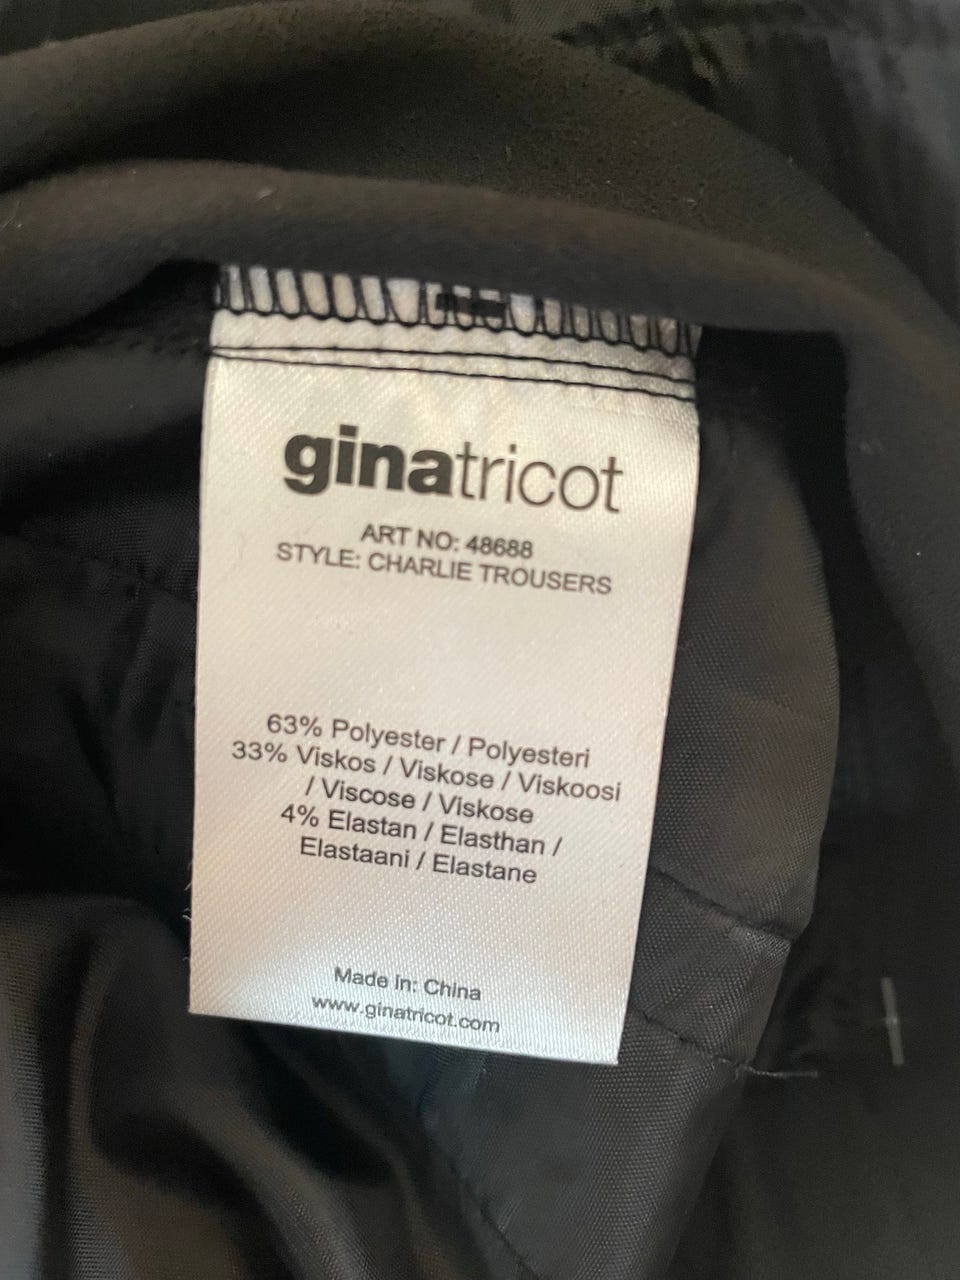 ginatricot
ART NO: 48688
STYLE: CHARLIE TROUSERS
63% Polyester / Polyesteri
33% Viskos / Viskose / Viskoosi
/ Viscose / Viskose
4% Elastan / Elasthan /
Elastaani / Elastane
Made in: China
www.ginatricot.com